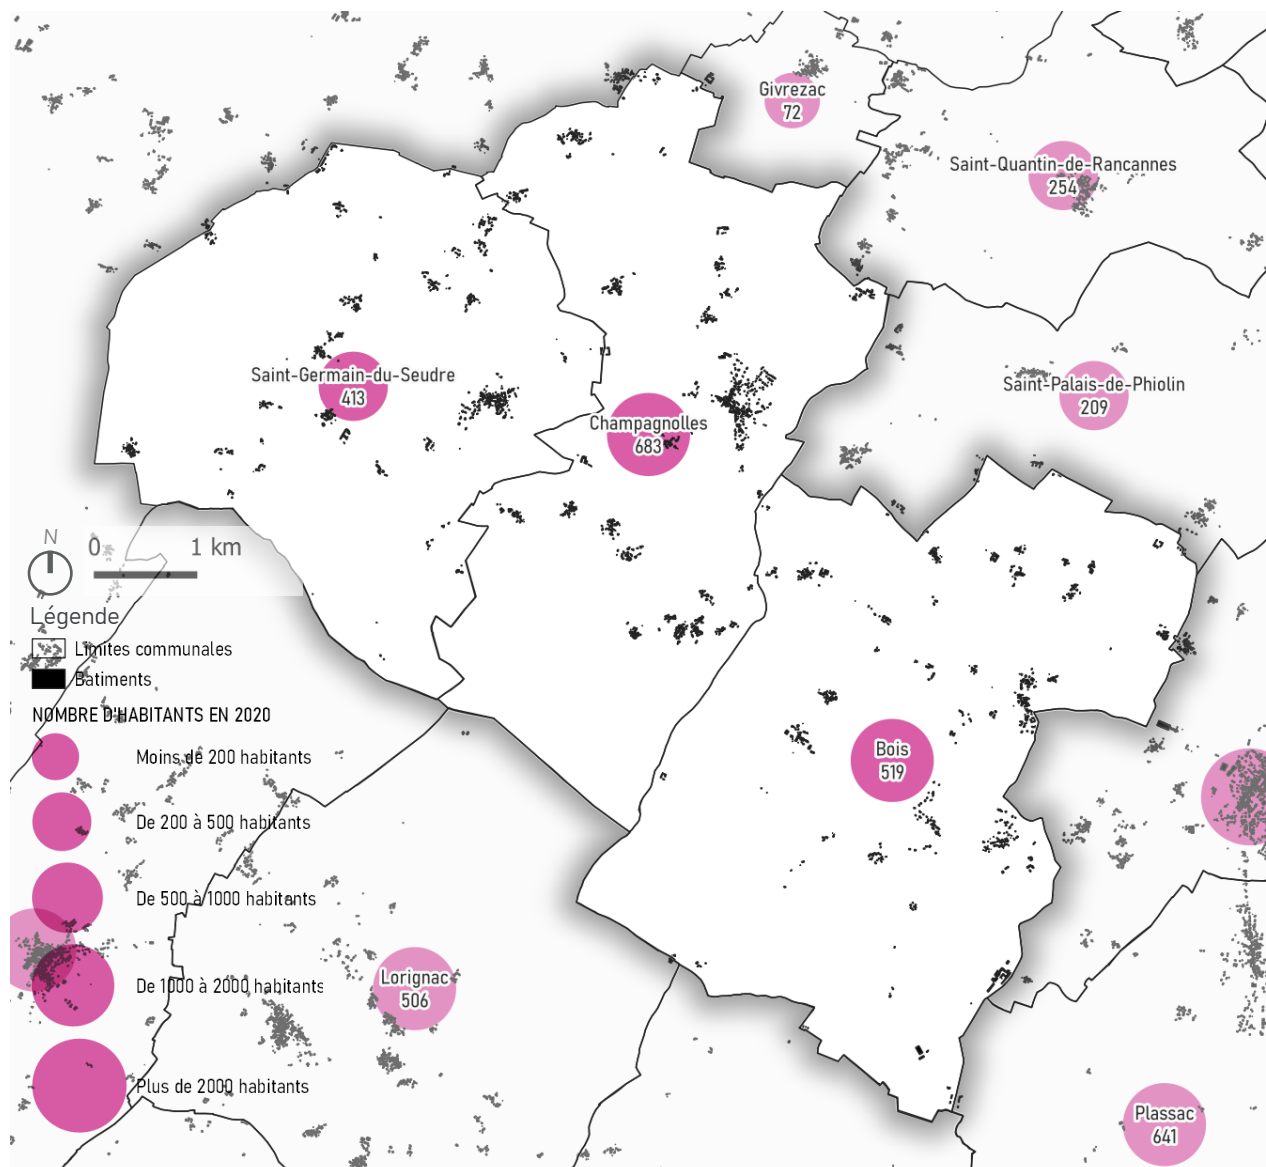 Givrezac
72
Saint-Quantin-de-Rancannes
254
Saint-Germain-du-Seudre
413
Saint-Palais-de-Phiolin
209
Champagnolles
683
N
0 1 km
Légende
Limites communales
Batiments
NOMBRE D'HABITANTS EN 2020
Moins de 200 habitants
De 200 à 500 habitants
De 500 à 1000 habitants
De 1000 à 2000 habitants
Plus de 2000 habitants
Bois
519
Lorignac
506
Plassac
641